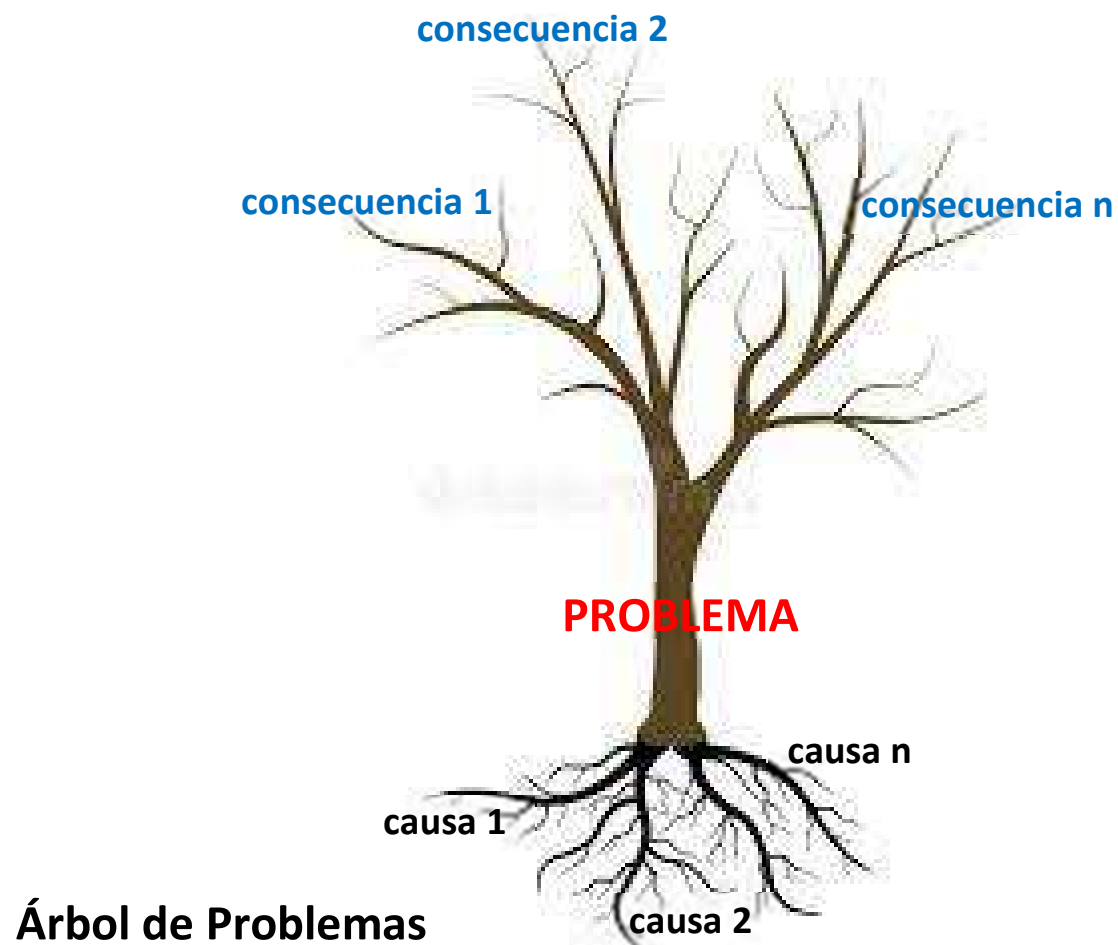 consecuencia 2
consecuencia 1
consecuencia n
PROBLEMA
causa n
causa 1
causa 2
Árbol de Problemas